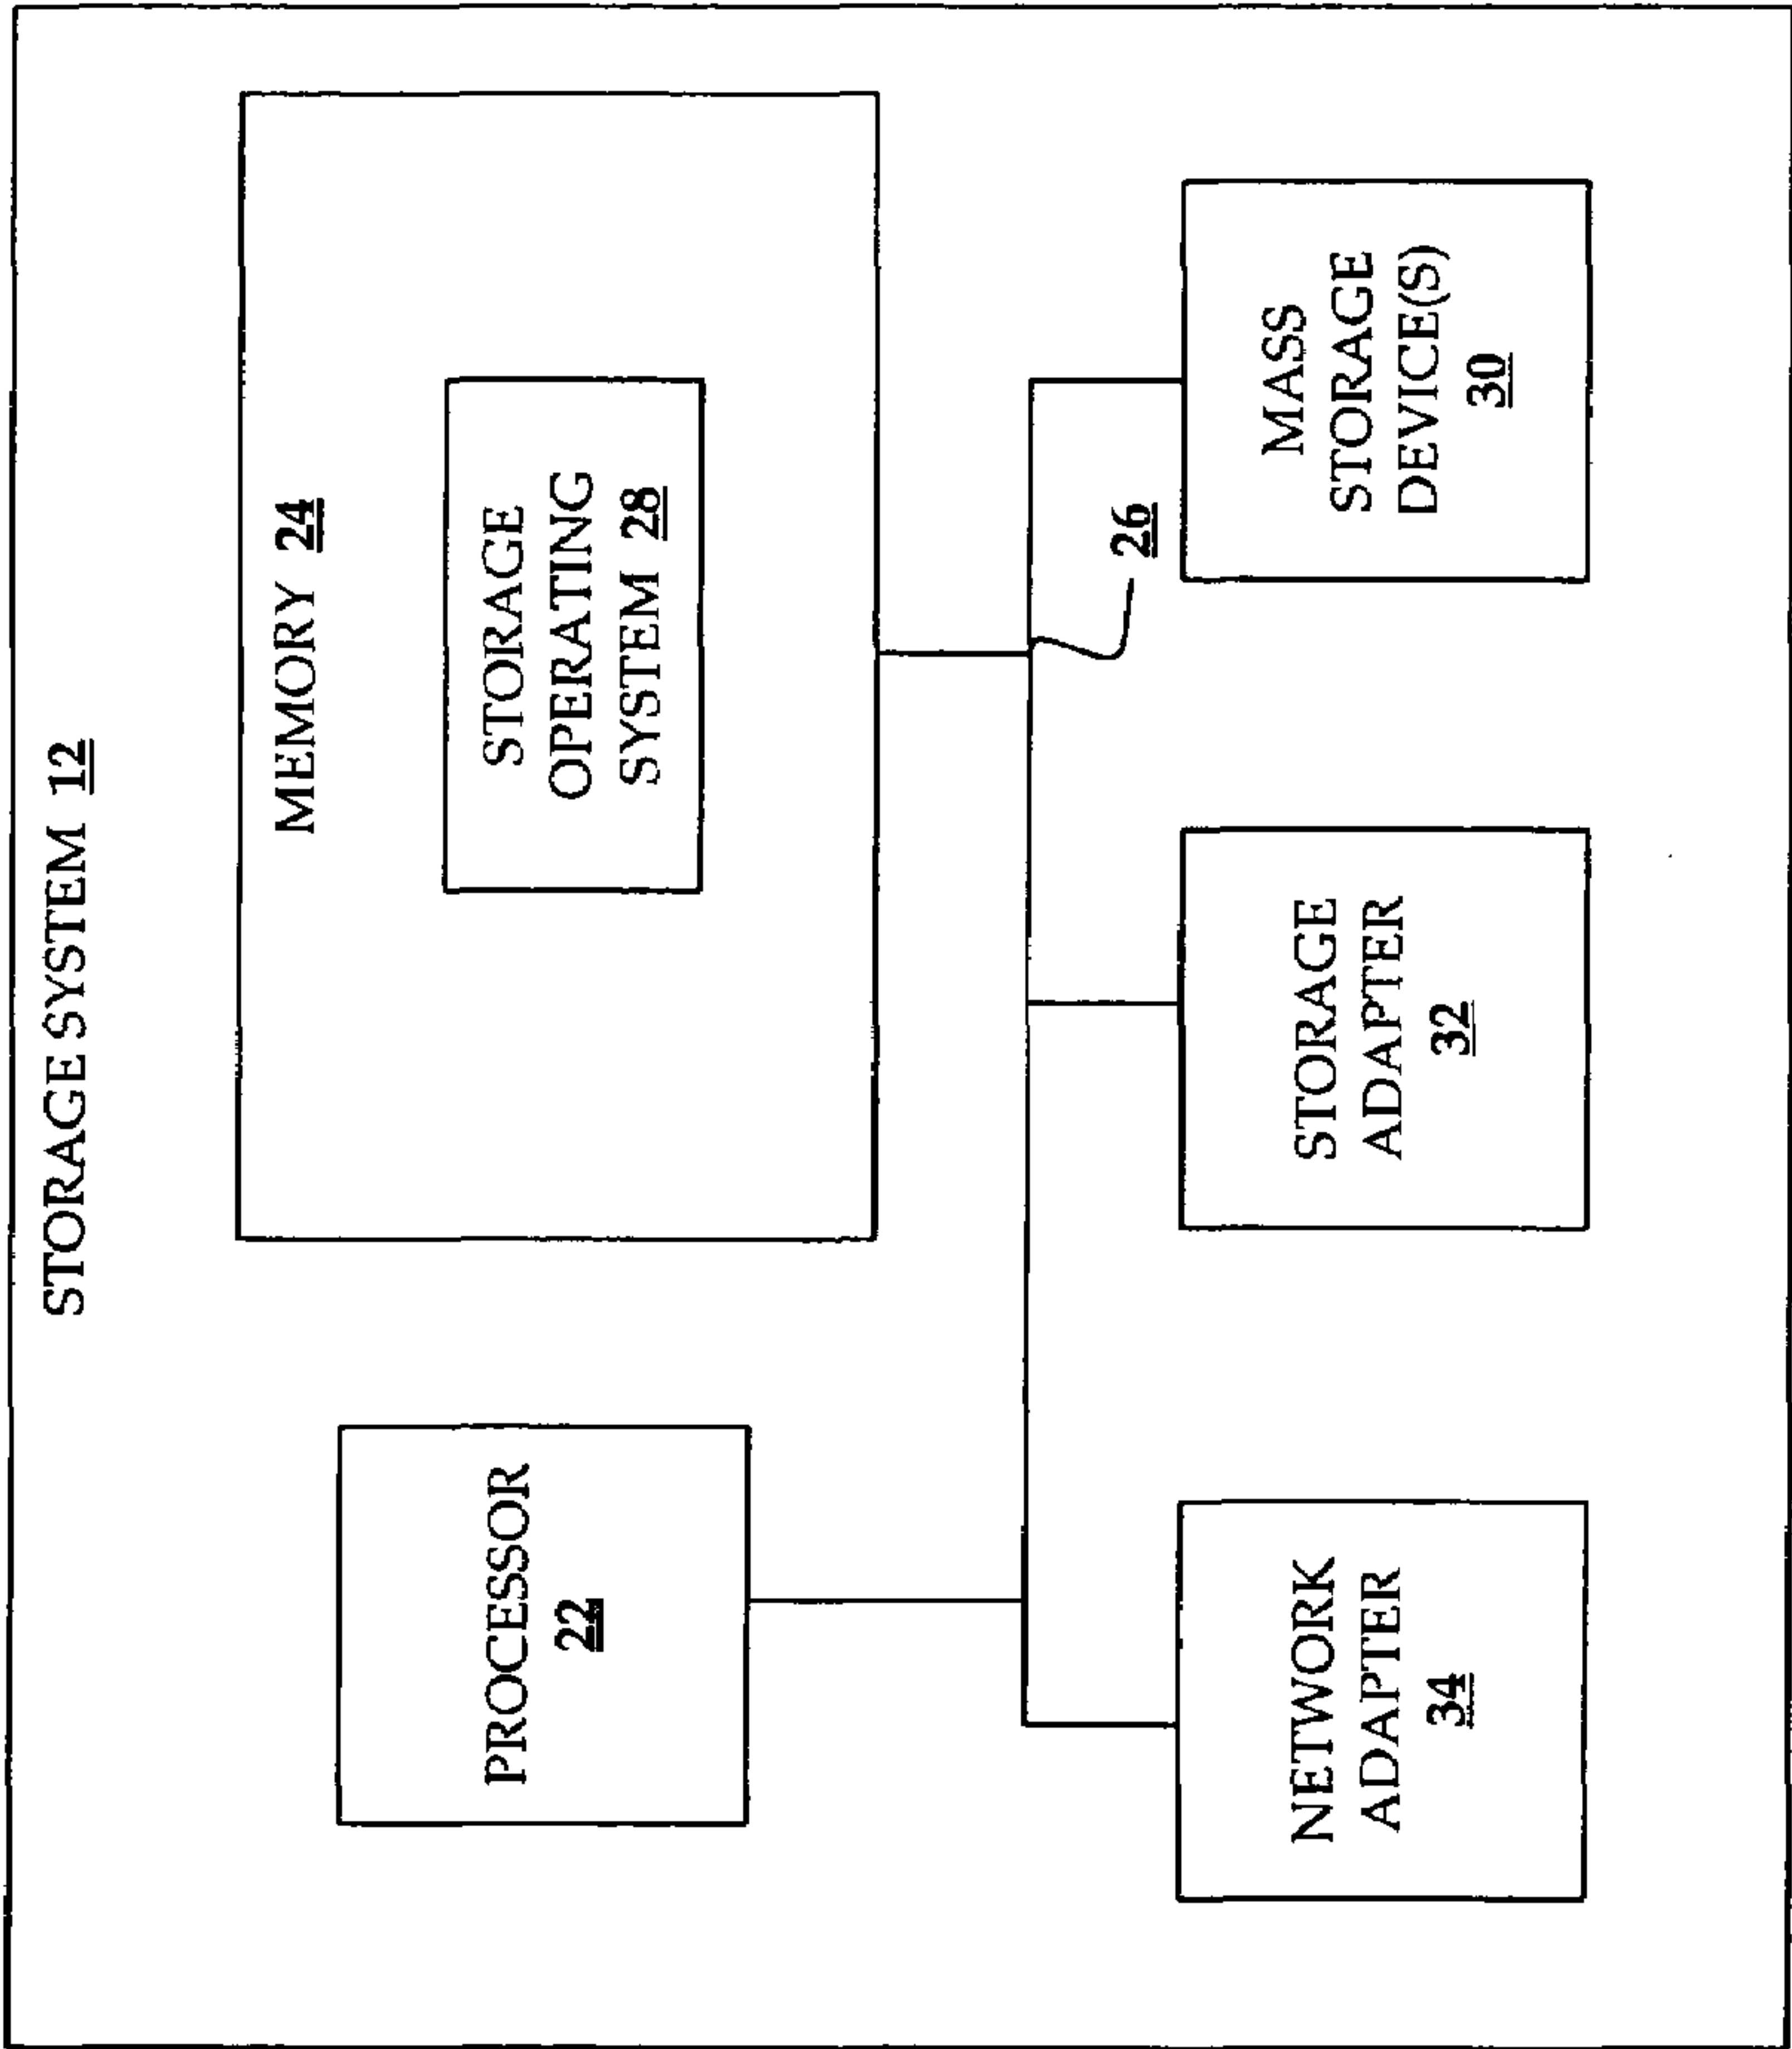 STORAGE SYSTEM 12
PROCESSOR
22
MEMORY 24
STORAGE
OPERATING
SYSTEM 28
26
NETWORK
ADAPTER
34
STORAGE
ADAPTER
32
MASS
STORAGE
DEVICE(S)
30